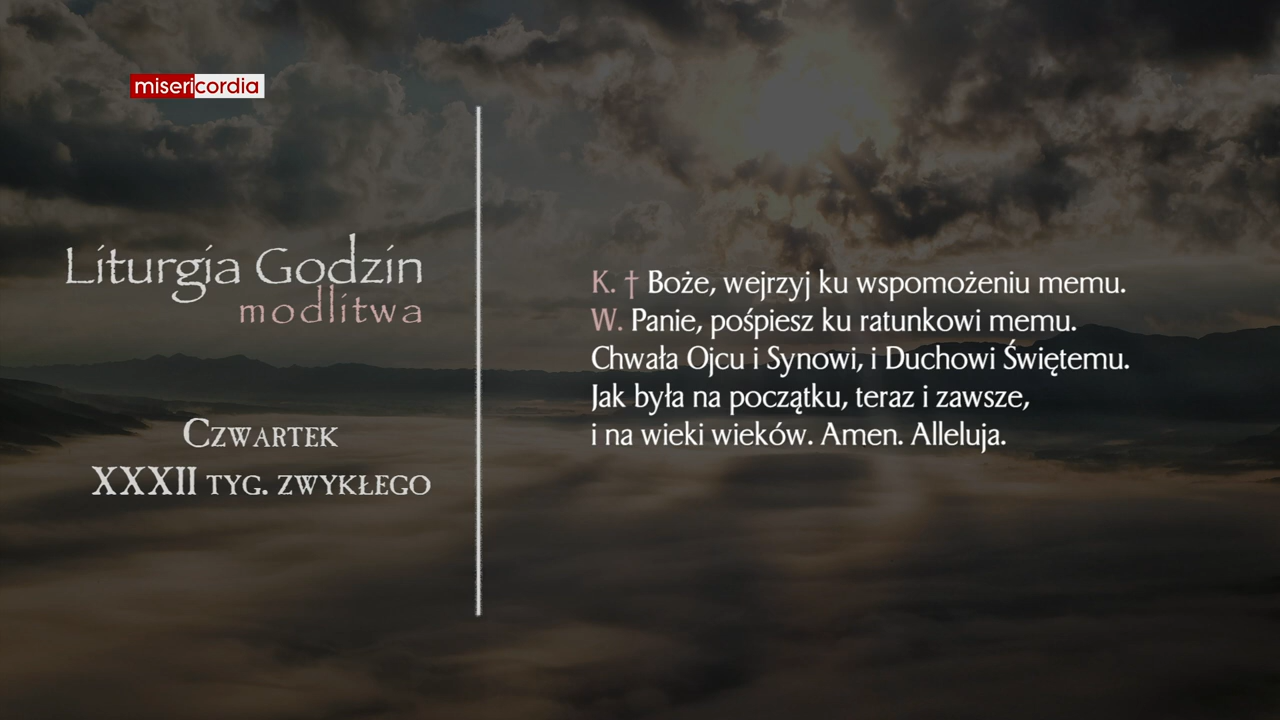 misericordia
Liturgia Godzin
modlitwa
Czwartek
XXXII tyg. zwykłego
K. † Boże, wejrzyj ku wspomożeniu memu.
W. Panie, pośpiesz ku ratunkowi memu.
Chwała Ojcu i Synowi, i Duchowi Świętemu.
Jak była na początku, teraz i zawsze,
i na wieki wieków. Amen. Alleluja.